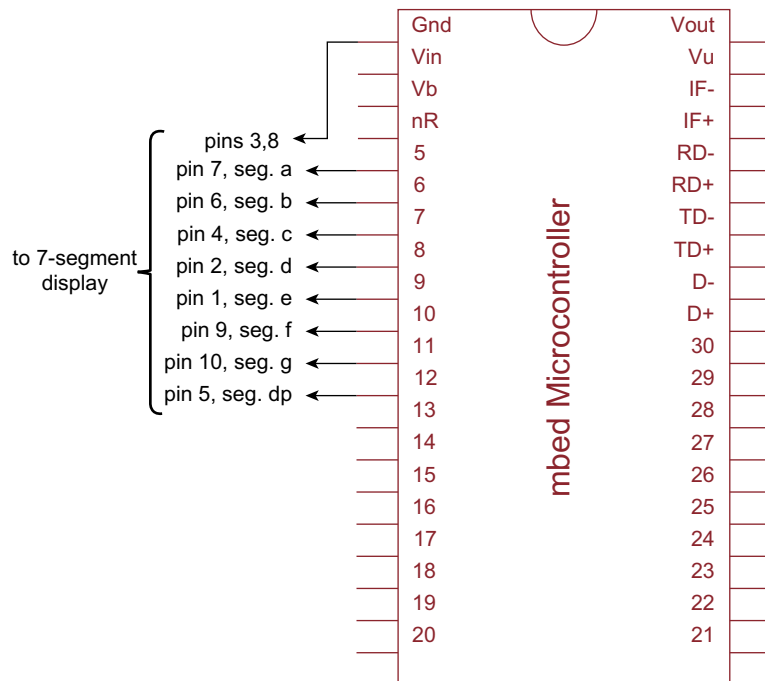 to 7-segment
display
pins 3,8
pin 7, seg. a
pin 6, seg. b
pin 4, seg. c
pin 2, seg. d
pin 1, seg. e
pin 9, seg. f
pin 10, seg. g
pin 5, seg. dp
Gnd
Vin
Vb
nR
5
6
7
8
9
10
11
12
13
14
15
16
17
18
19
20
mbed Microcontroller
Vout
Vu
IF-
IF+
RD-
RD+
TD-
TD+
D-
D+
30
29
28
27
26
25
24
23
22
21